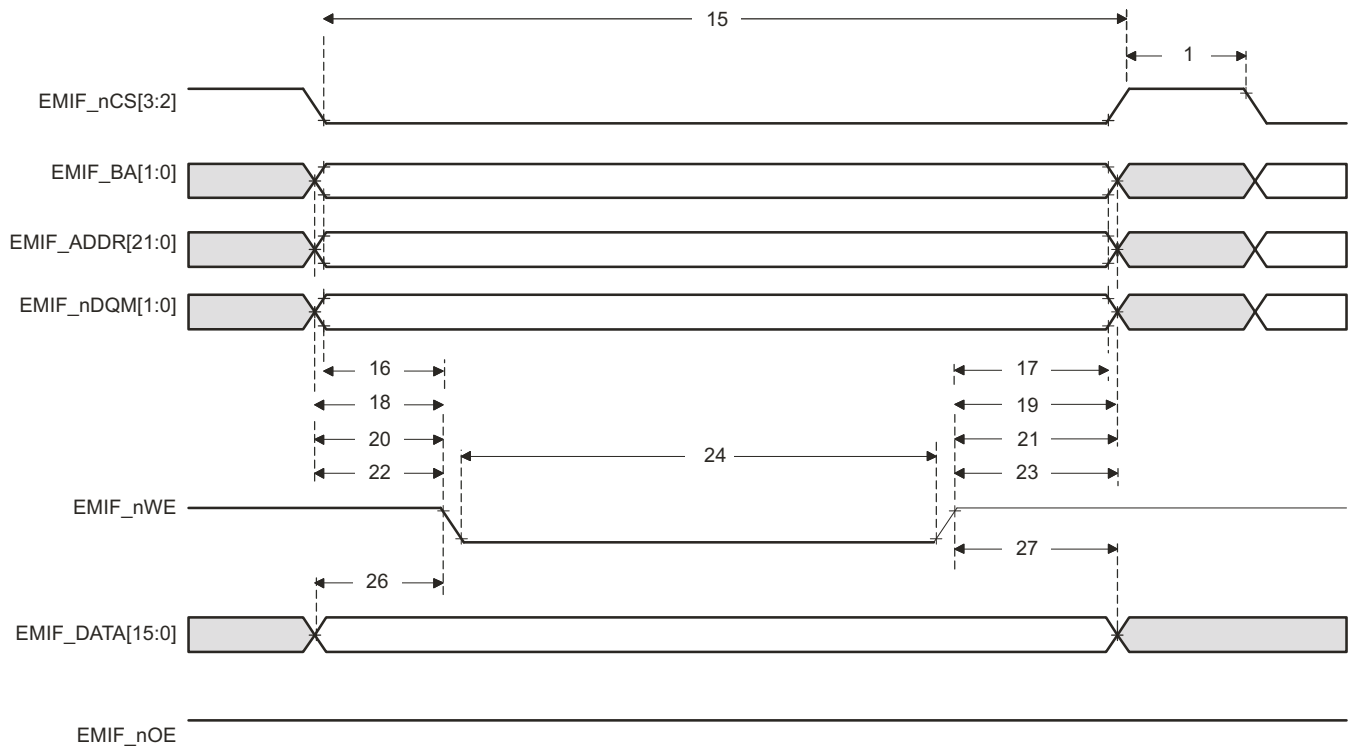 15
1
EMIF_nCS[3:2]
EMIF_BA[1:0]
EMIF_ADDR[21:0]
EMIF_nDQM[1:0]
16
17
18
19
20
21
24
22
23
EMIF_nWE
27
26
EMIF_DATA[15:0]
EMIF_nOE